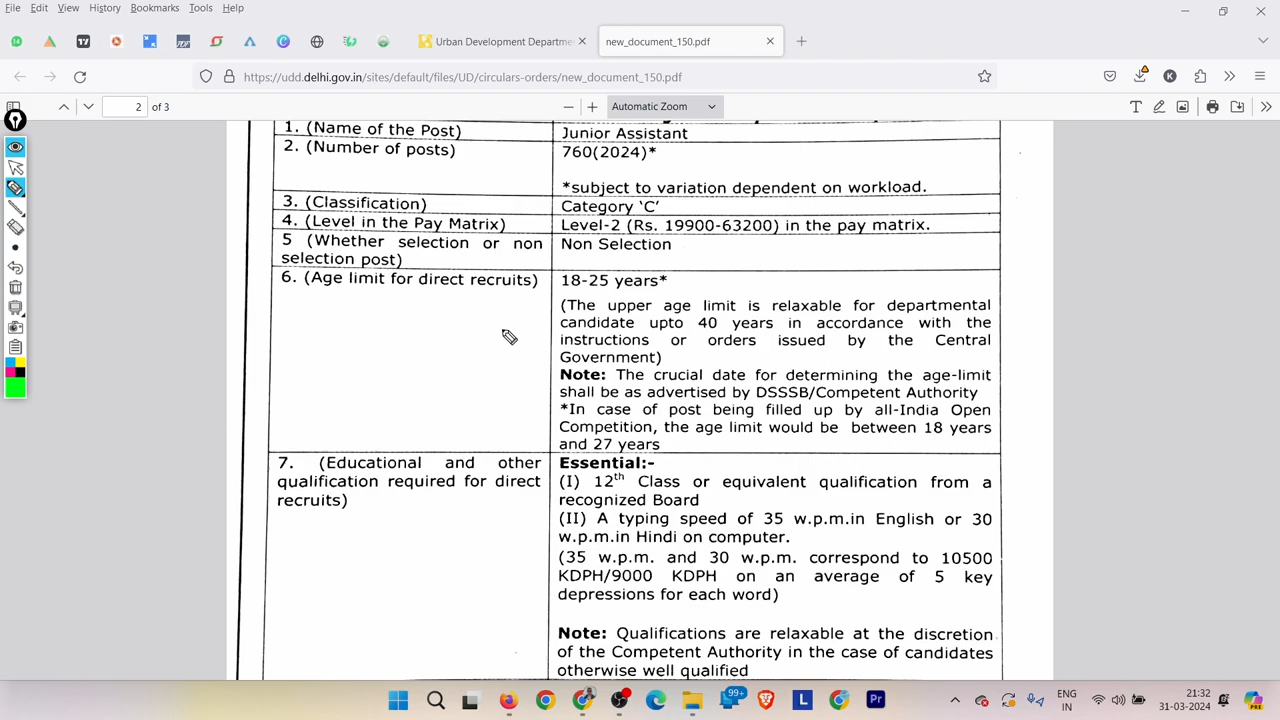 File Edit View History Bookmarks Tools Help
Urban Development Departme
new_document_150.pdf
https://udd.delhi.gov.in/sites/default/files/UD/circulars-orders/new_document_150.pdf
2 of 3
Automatic Zoom
1. (Name of the Post) Junior Assistant
2. (Number of posts) 760(2024)*
*subject to variation dependent on workload.
3. (Classification) Category ‘C’
4. (Level in the Pay Matrix) Level-2 (Rs. 19900-63200) in the pay matrix.
5 (Whether selection or non Non Selection
selection post)
6. (Age limit for direct recruits) 18-25 years*
(The upper age limit is relaxable for departmental
candidate upto 40 years in accordance with the
instructions or orders issued by the Central
Government)
Note: The crucial date for determining the age-limit
shall be as advertised by DSSSB/Competent Authority
*In case of post being filled up by all-India Open
Competition, the age limit would be between 18 years
and 27 years
7. (Educational and other Essential:-
qualification required for direct (I) 12th Class or equivalent qualification from a
recruits) recognized Board
(II) A typing speed of 35 w.p.m.in English or 30
w.p.m.in Hindi on computer.
(35 w.p.m. and 30 w.p.m. correspond to 10500
KDPH/9000 KDPH on an average of 5 key
depressions for each word)
Note: Qualifications are relaxable at the discretion
of the Competent Authority in the case of candidates
otherwise well qualified
99+
L
Pr
ENG
IN
21:32
31-03-2024